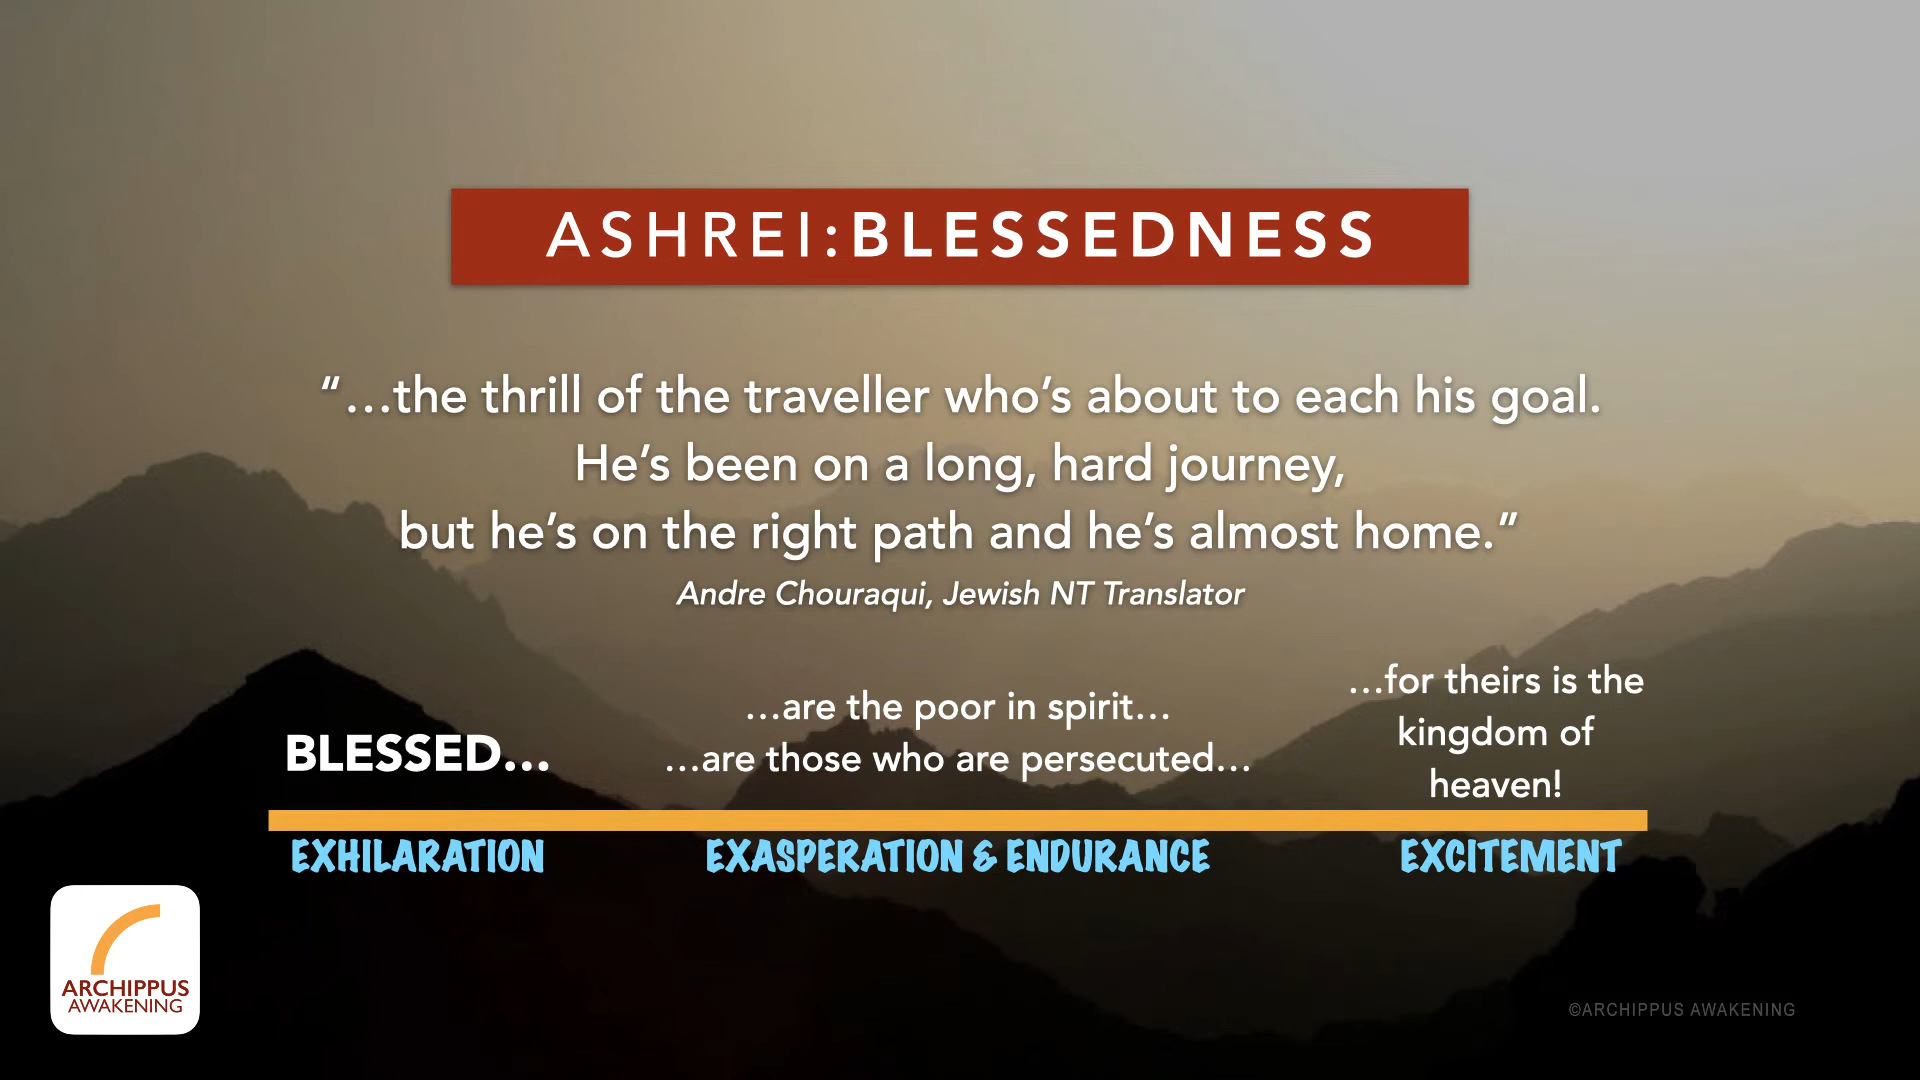 ASHREI:BLESSEDNESS
“…the thrill of the traveller who’s about to each his goal.
He’s been on a long, hard journey,
but he’s on the right path and he’s almost home.”
Andre Chouraqui, Jewish NT Translator
BLESSED…
…are the poor in spirit…
…are those who are persecuted…
…for theirs is the
kingdom of
heaven!
EXHILARATION
EXASPERATION & ENDURANCE
EXCITEMENT
ARCHIPPUS
AWAKENING
©ARCHIPPUS AWAKENING